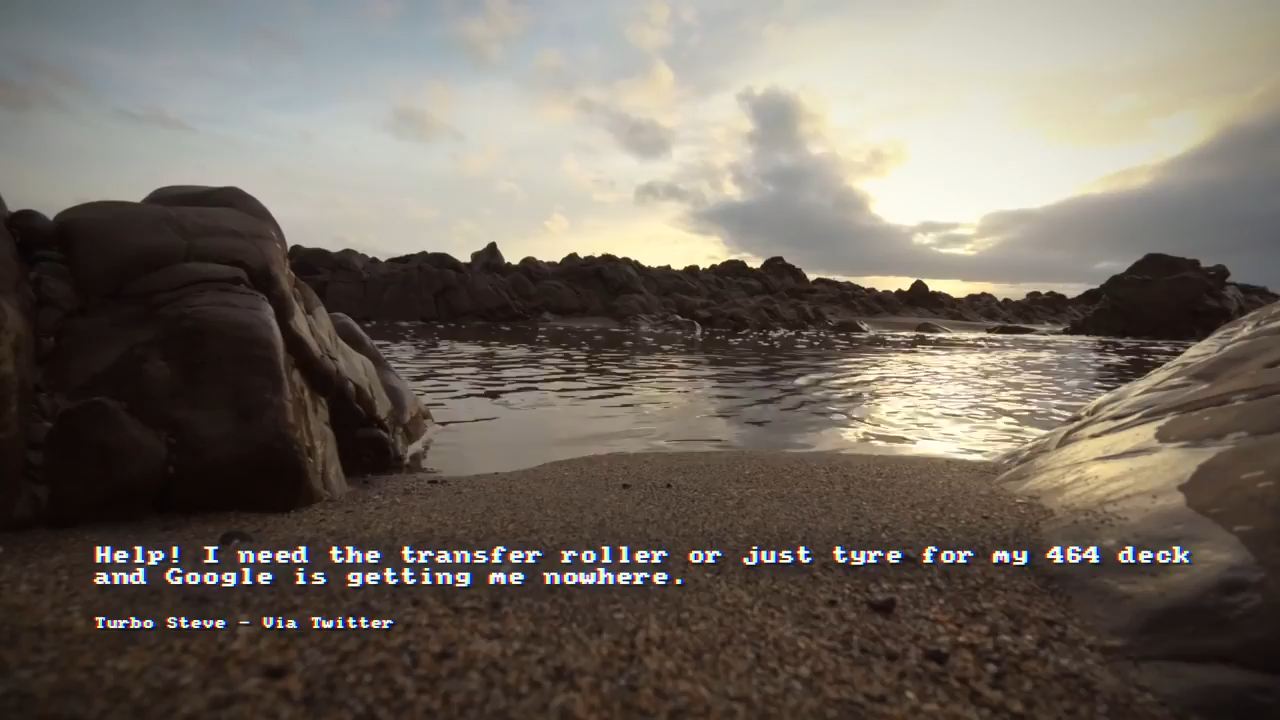 Help! I need the transfer roller or just tyre for my 464 deck
and Google is getting me nowhere.
Turbo Steve - Via Twitter